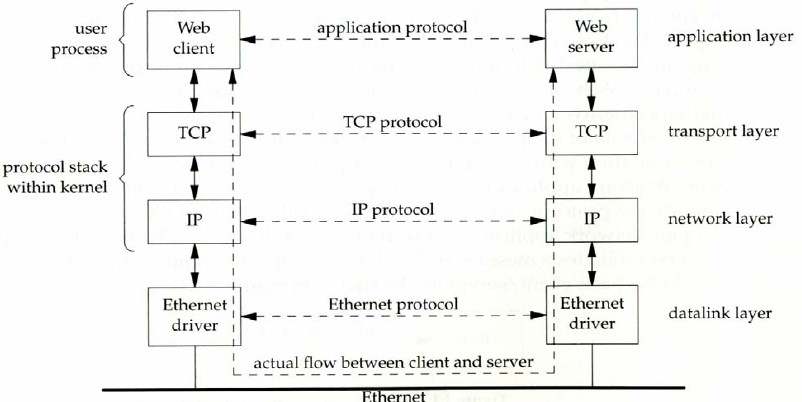 user
process
Web
client
application protocol
Web
server
application layer
protocol stack
within kernel
TCP
TCP protocol
TCP
transport layer
IP
IP protocol
IP
network layer
Ethernet
driver
Ethernet protocol
Ethernet
driver
datalink layer
actual flow between client and server
Ethernet